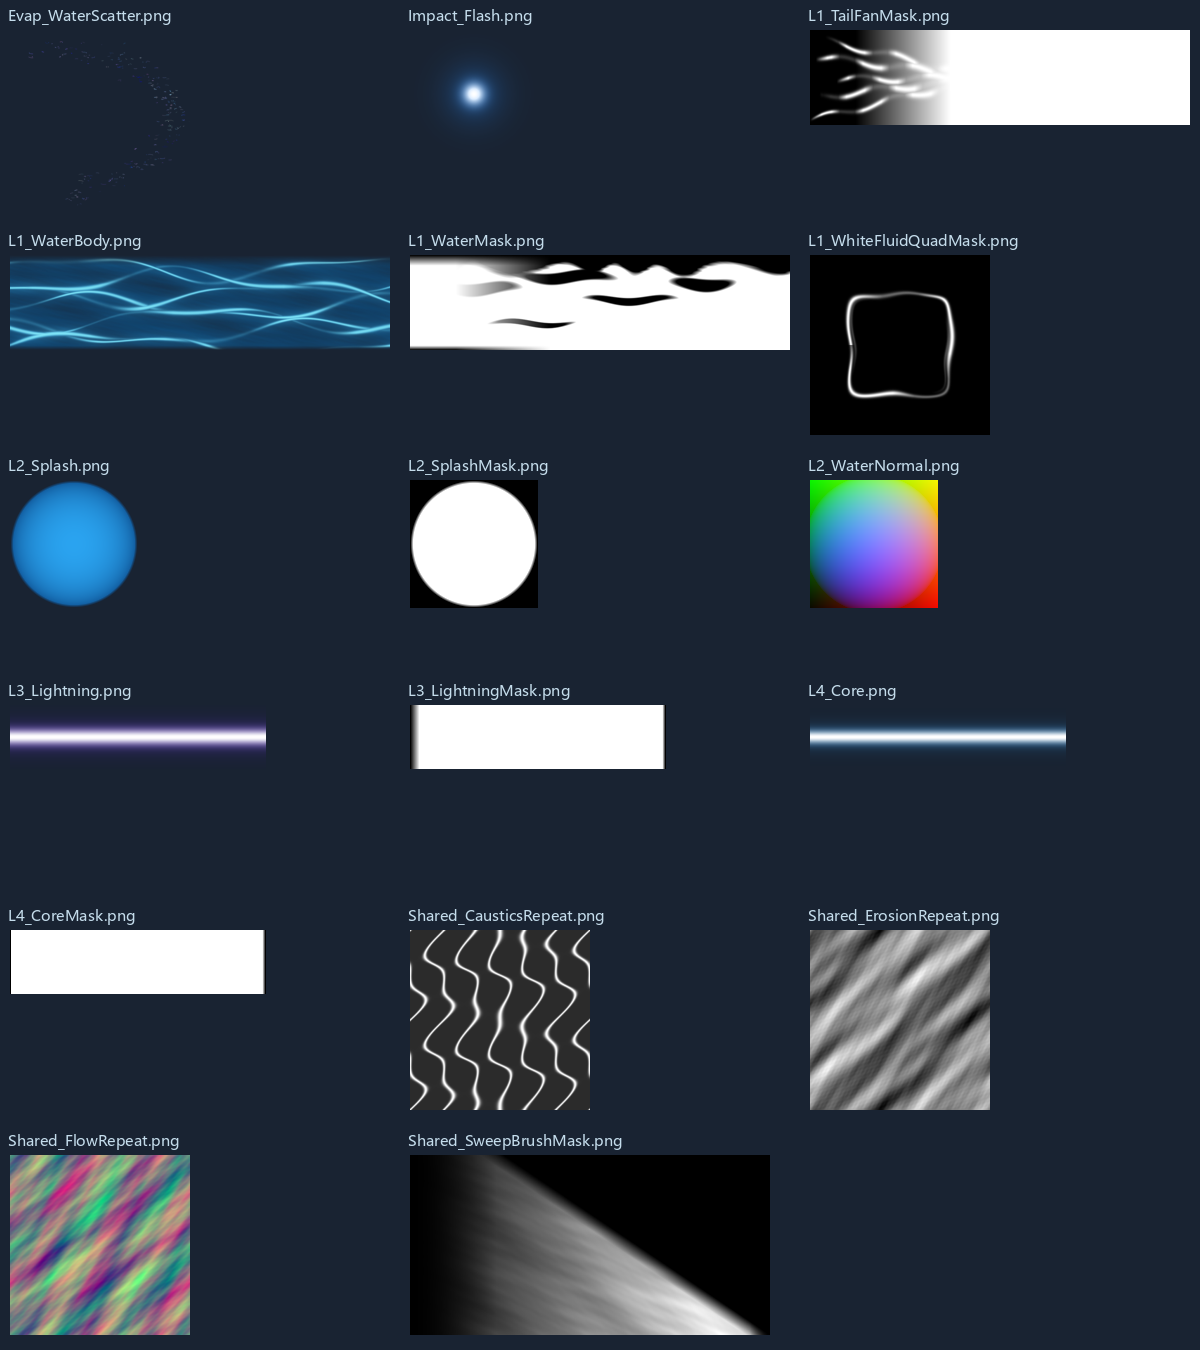 Evap_WaterScatter.png
Impact_Flash.png
L1_TailFanMask.png
L1_WaterBody.png
L1_WaterMask.png
L1_WhiteFluidQuadMask.png
L2_Splash.png
L2_SplashMask.png
L2_WaterNormal.png
L3_Lightning.png
L3_LightningMask.png
L4_Core.png
L4_CoreMask.png
Shared_CausticsRepeat.png
Shared_ErosionRepeat.png
Shared_FlowRepeat.png
Shared_SweepBrushMask.png